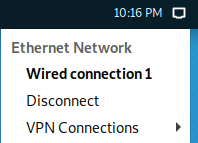 10:16 PM
Ethernet Network
Wired connection 1
Disconnect
VPN Connections